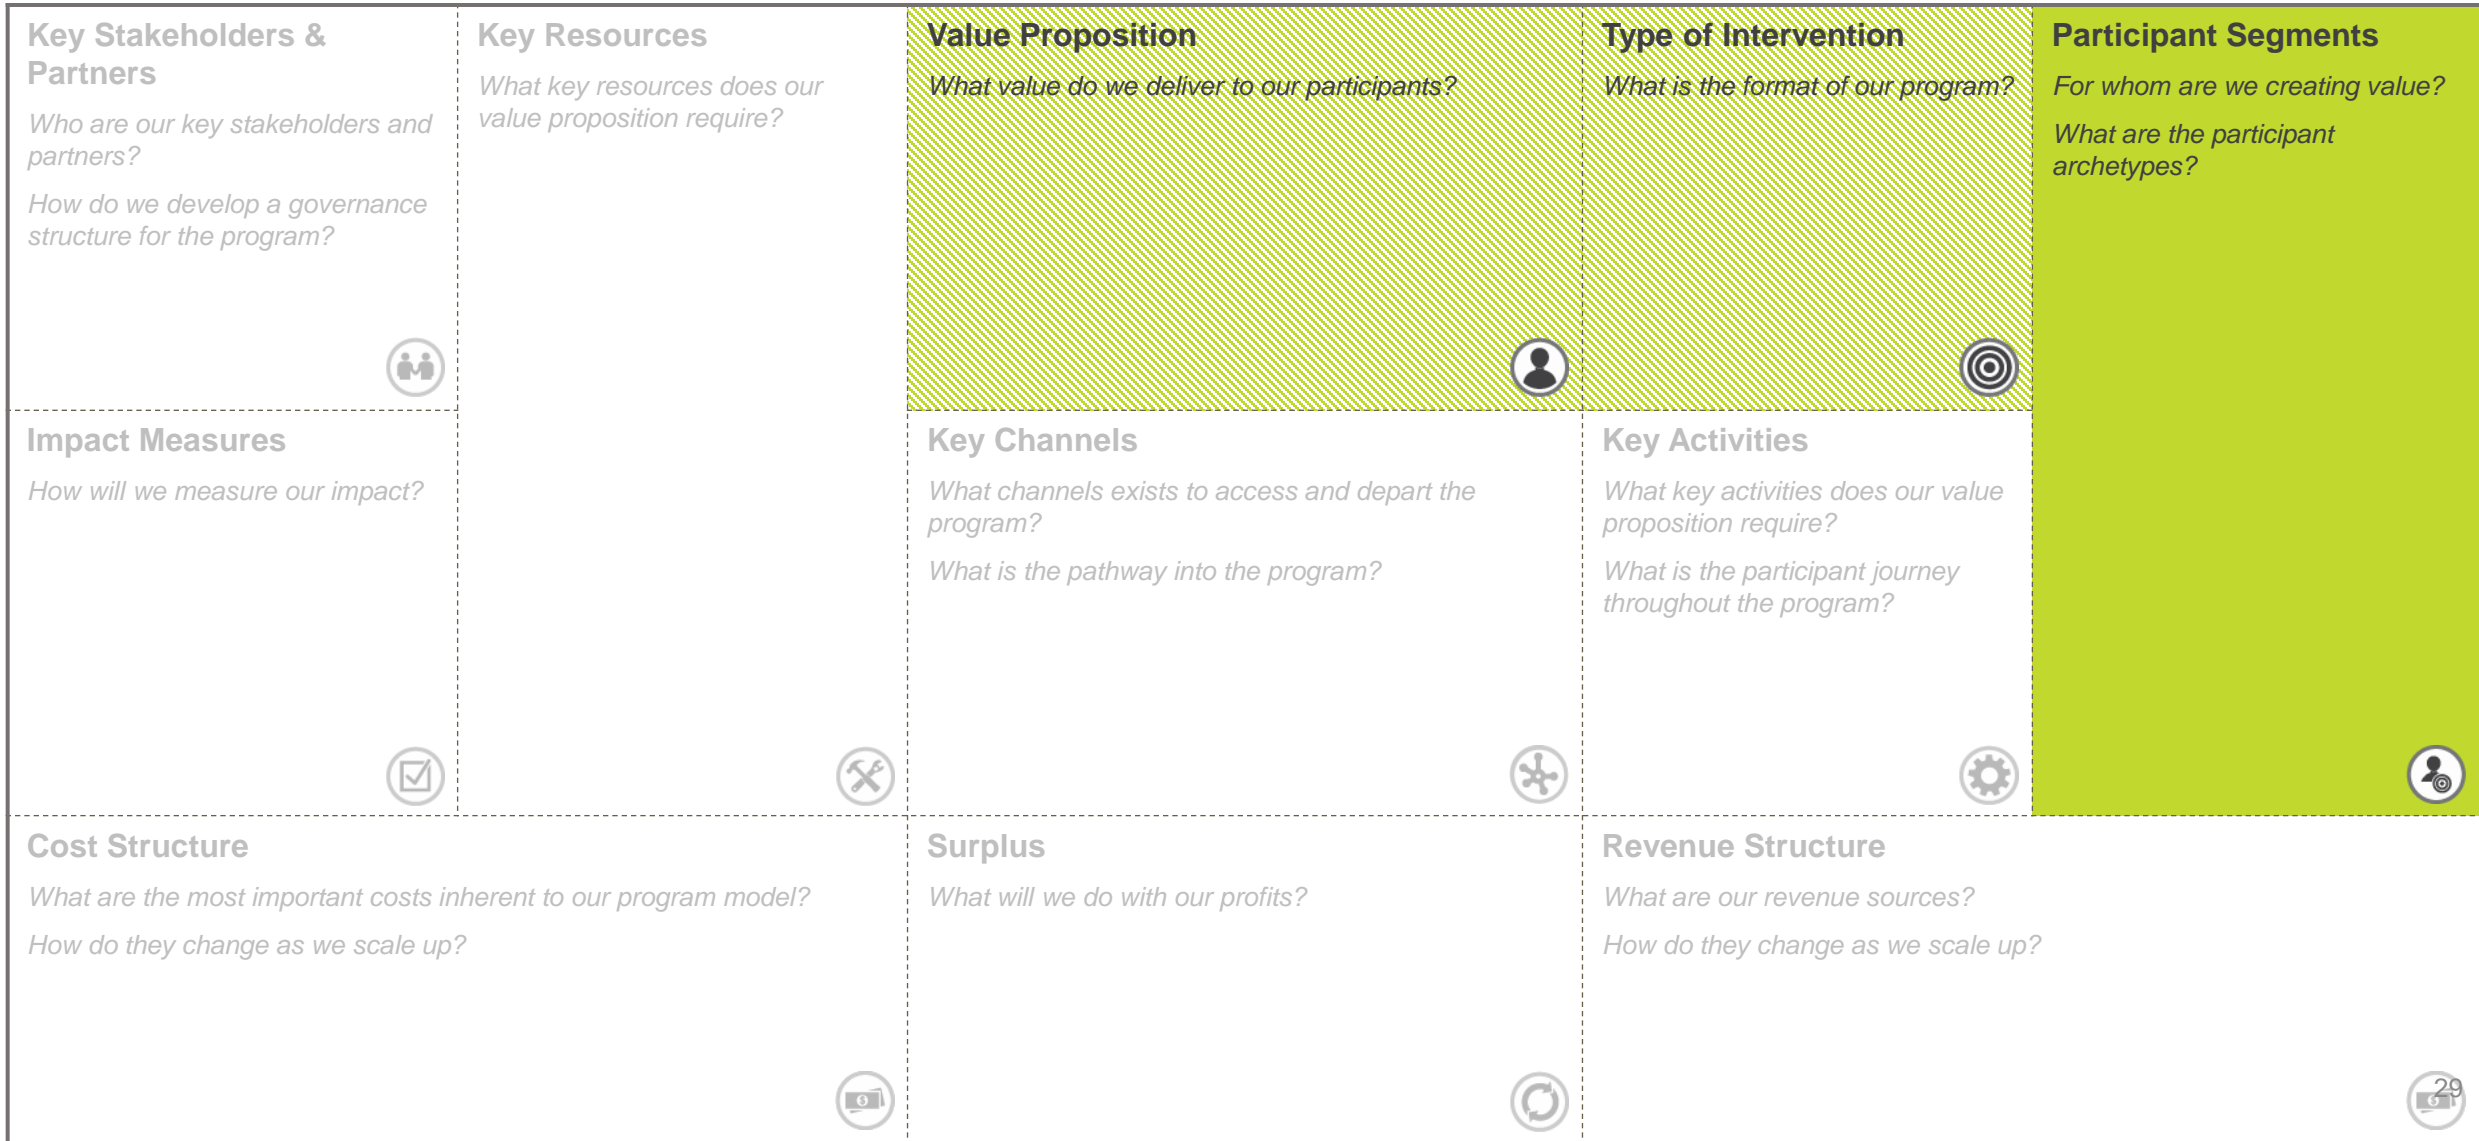 Key Stakeholders &
Partners
Who are our key stakeholders and
partners?
How do we develop a governance
structure for the program?
Key Resources
What key resources does our
value proposition require?
Value Proposition
What value do we deliver to our participants?
Type of Intervention
What is the format of our program?
Participant Segments
For whom are we creating value?
What are the participant
archetypes?
Impact Measures
How will we measure our impact?
Key Channels
What channels exists to access and depart the
program?
What is the pathway into the program?
Key Activities
What key activities does our value
proposition require?
What is the participant journey
throughout the program?
Cost Structure
What are the most important costs inherent to our program model?
How do they change as we scale up?
$
Surplus
What will we do with our profits?
Revenue Structure
What are our revenue sources?
How do they change as we scale up?
29